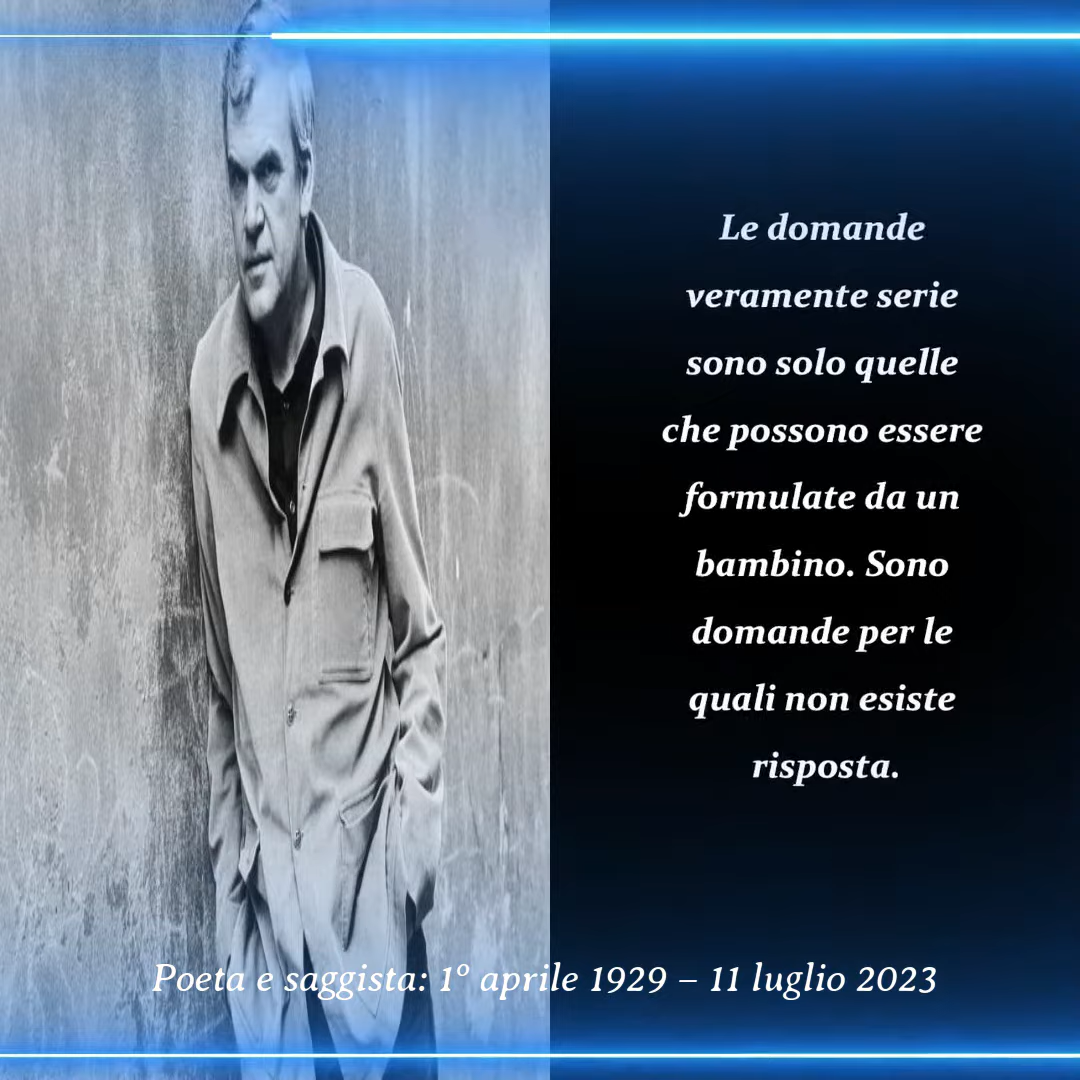 Le domande
veramente serie
sono solo quelle
che possono essere
formulate da un
bambino. Sono
domande per le
quali non esiste
risposta.
Poeta e saggista: 1º aprile 1929 – 11 luglio 2023